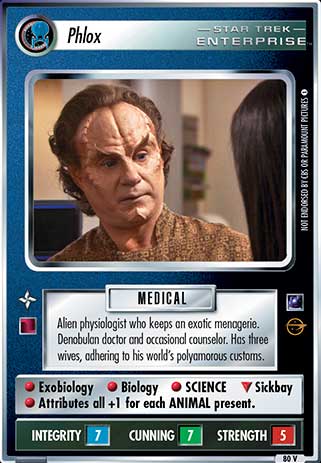 Phlox
STAR TREK
ENTERPRISE™
NOT ENDORSED BY CBS OR PARAMOUNT PICTURES
MEDICAL
Alien physiologist who keeps an exotic menagerie.
Denobulan doctor and occasional counselor. Has three
wives, adhering to his world's polyamorous customs.
Exobiology Biology SCIENCE Sickbay
Attributes all +1 for each ANIMAL present.
INTEGRITY 7 CUNNING 7 STRENGTH 5
80 V